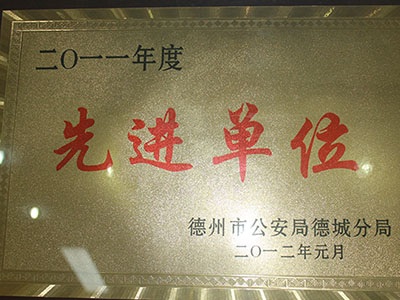 二〇一一年度
先进单位
德州市公安局德城分局
二〇一二年元月